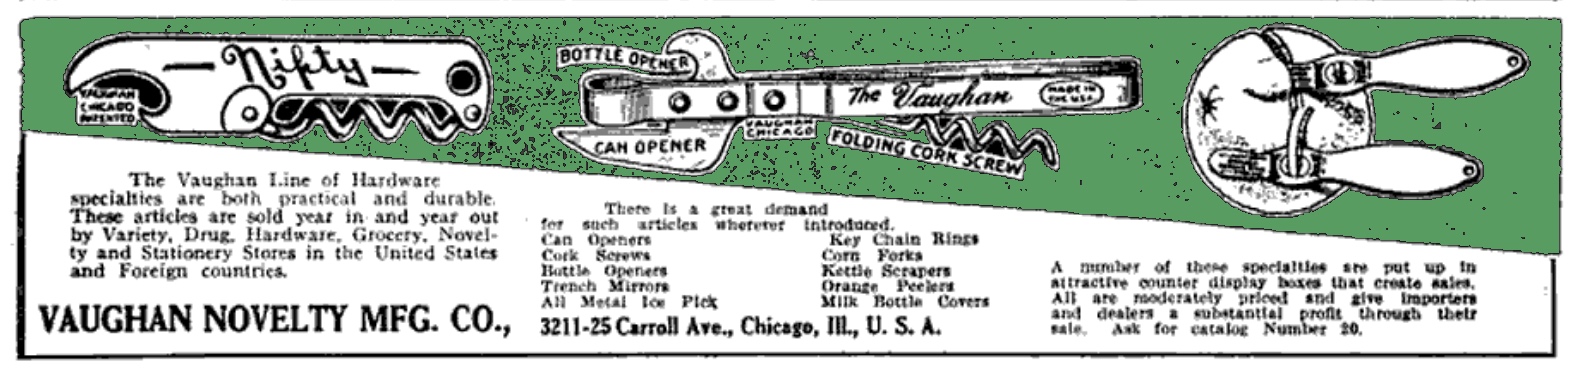 Nifty
VAUGHAN
CHICAGO
PATENTED
BOTTLE OPENER
CAN OPENER
VAUGHAN
CHICAGO
The Vaughan
MADE IN
THE U.S.A.
FOLDING CORK SCREW
The Vaughan Line of Hardware
specialties are both practical and durable.
These articles are sold year in and year out
by Variety, Drug, Hardware, Grocery, Novel-
ty and Stationery Stores in the United States
and Foreign countries.
VAUGHAN NOVELTY MFG. CO.,
There is a great demand
for such articles wherever introduced.
Can Openers
Cork Screws
Bottle Openers
Trench Mirrors
All Metal Ice Pick
Key Chain Rings
Corn Forks
Kettle Scrapers
Orange Peelers
Milk Bottle Covers
3211-25 Carroll Ave., Chicago, Ill., U. S. A.
A number of these specialties are put up in
attractive counter display boxes that create sales.
All are moderately priced and give importers
and dealers a substantial profit through their
sale. Ask for catalog Number 20.